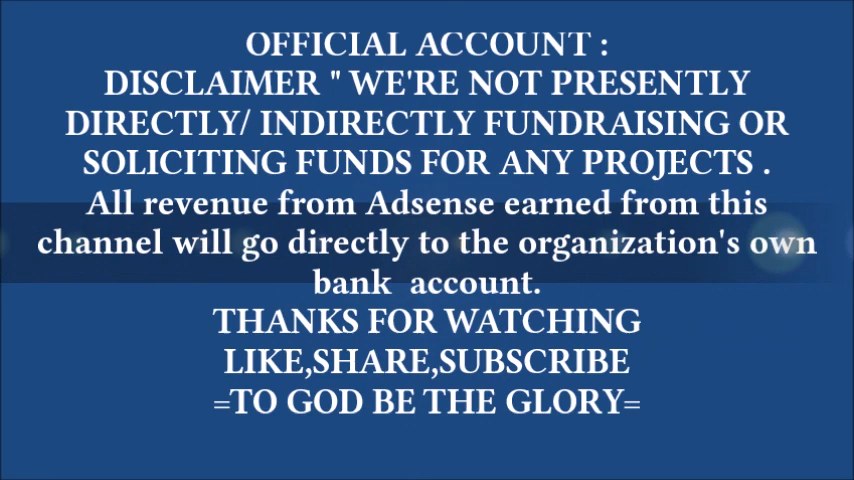 OFFICIAL ACCOUNT :
DISCLAIMER " WE'RE NOT PRESENTLY
DIRECTLY/ INDIRECTLY FUNDRAISING OR
SOLICITING FUNDS FOR ANY PROJECTS .
All revenue from Adsense earned from this
channel will go directly to the organization's own
bank  account.
THANKS FOR WATCHING
LIKE,SHARE,SUBSCRIBE
=TO GOD BE THE GLORY=